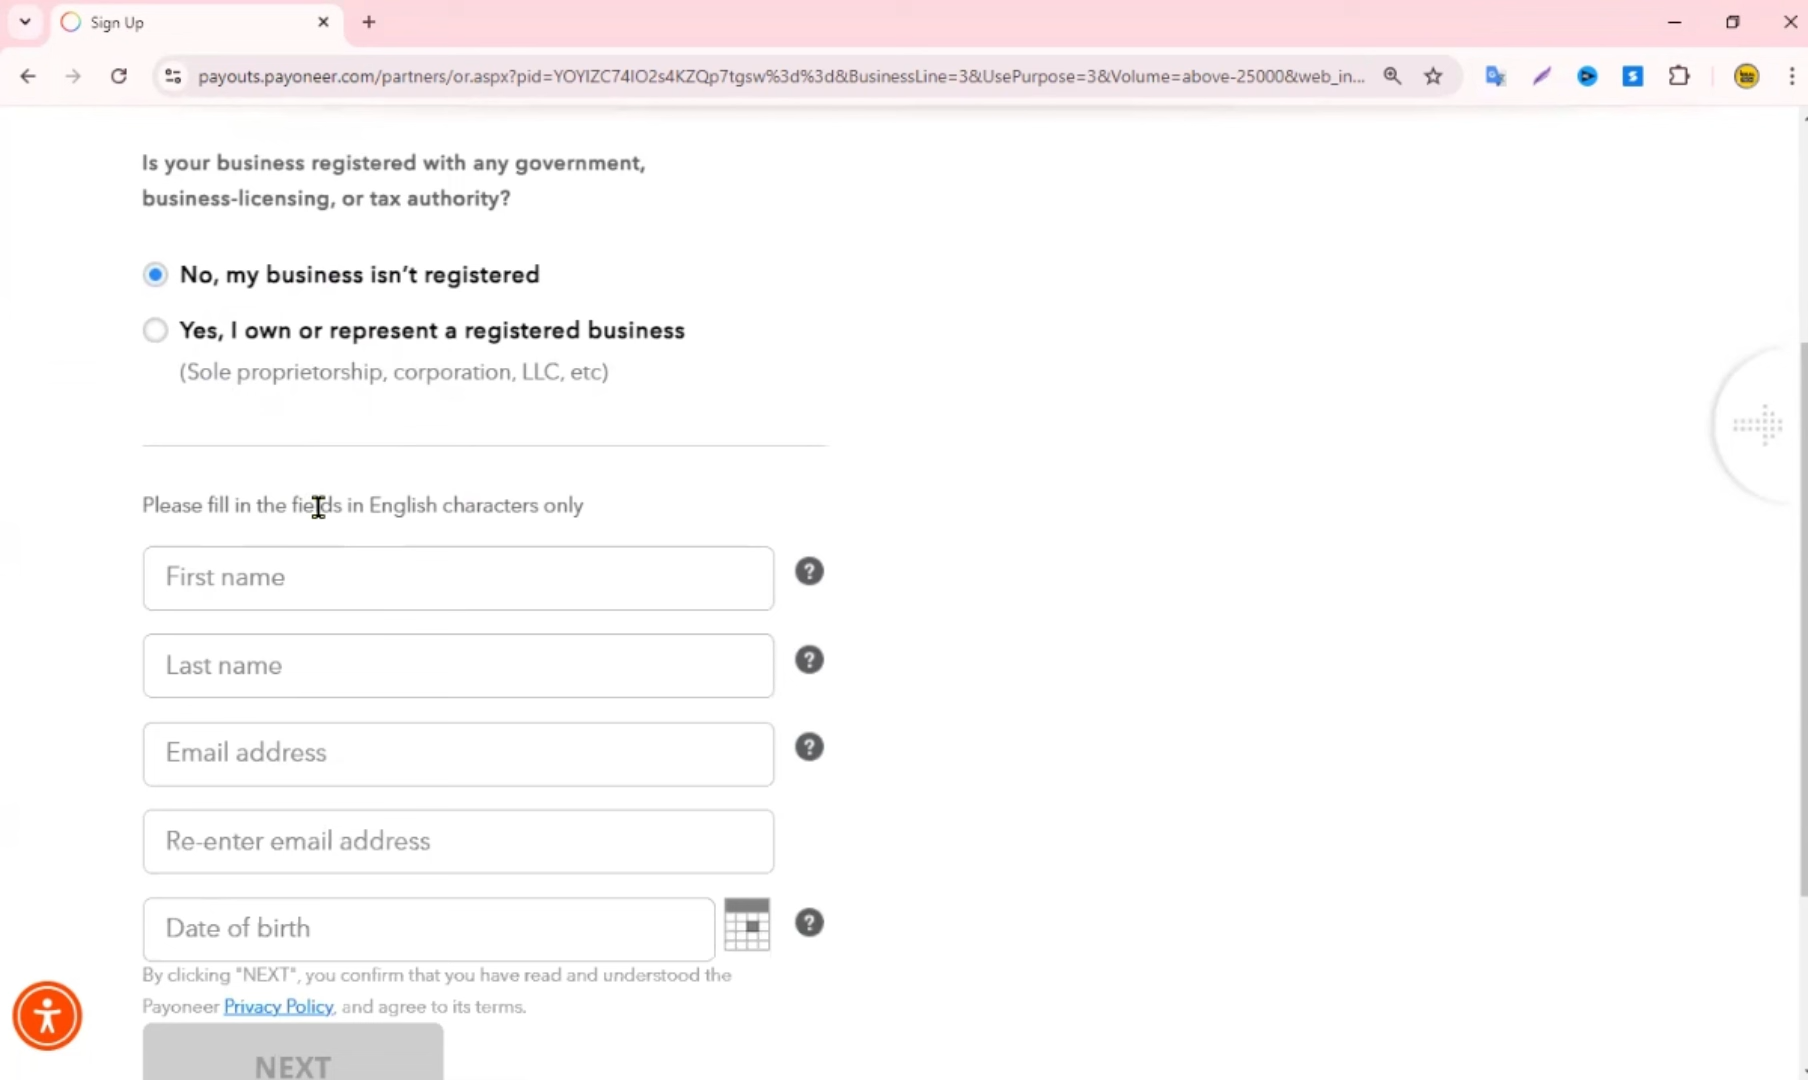 Sign Up
payouts.payoneer.com/partners/or.aspx?pid=YOYIZC74IO2s4KZQp7tgsw%3d%3d&BusinessLine=3&UsePurpose=3&Volume=above-25000&web_in...
Is your business registered with any government,
business-licensing, or tax authority?
No, my business isn't registered
Yes, I own or represent a registered business
(Sole proprietorship, corporation, LLC, etc)
Please fill in the fields in English characters only
First name
?
Last name
?
Email address
?
Re-enter email address
Date of birth
?
By clicking "NEXT", you confirm that you have read and understood the
Payoneer Privacy Policy, and agree to its terms.
NEXT